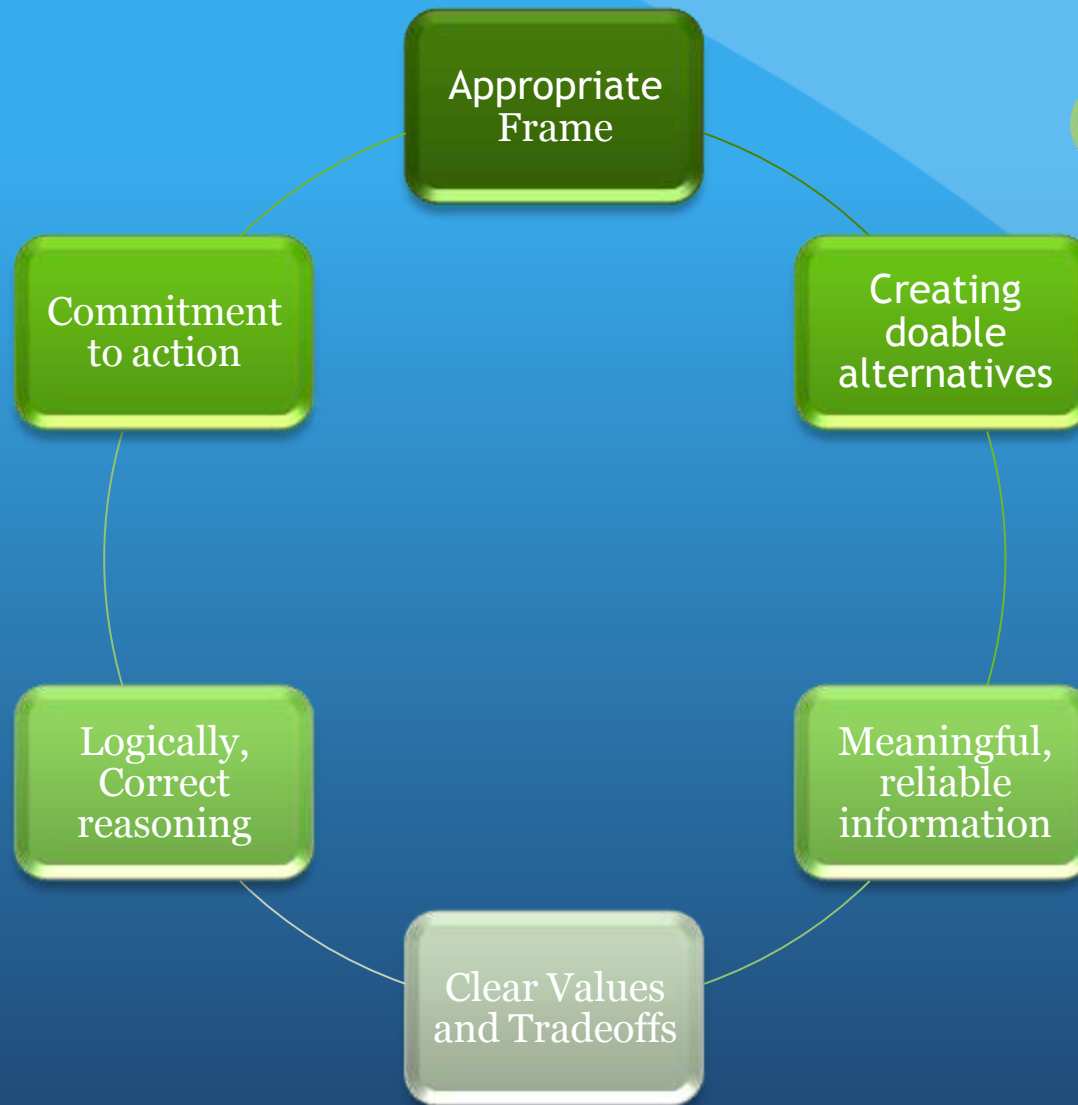 Appropriate
Frame
Creating
doable
alternatives
Meaningful,
reliable
information
Clear Values
and Tradeoffs
Logically,
Correct
reasoning
Commitment
to action